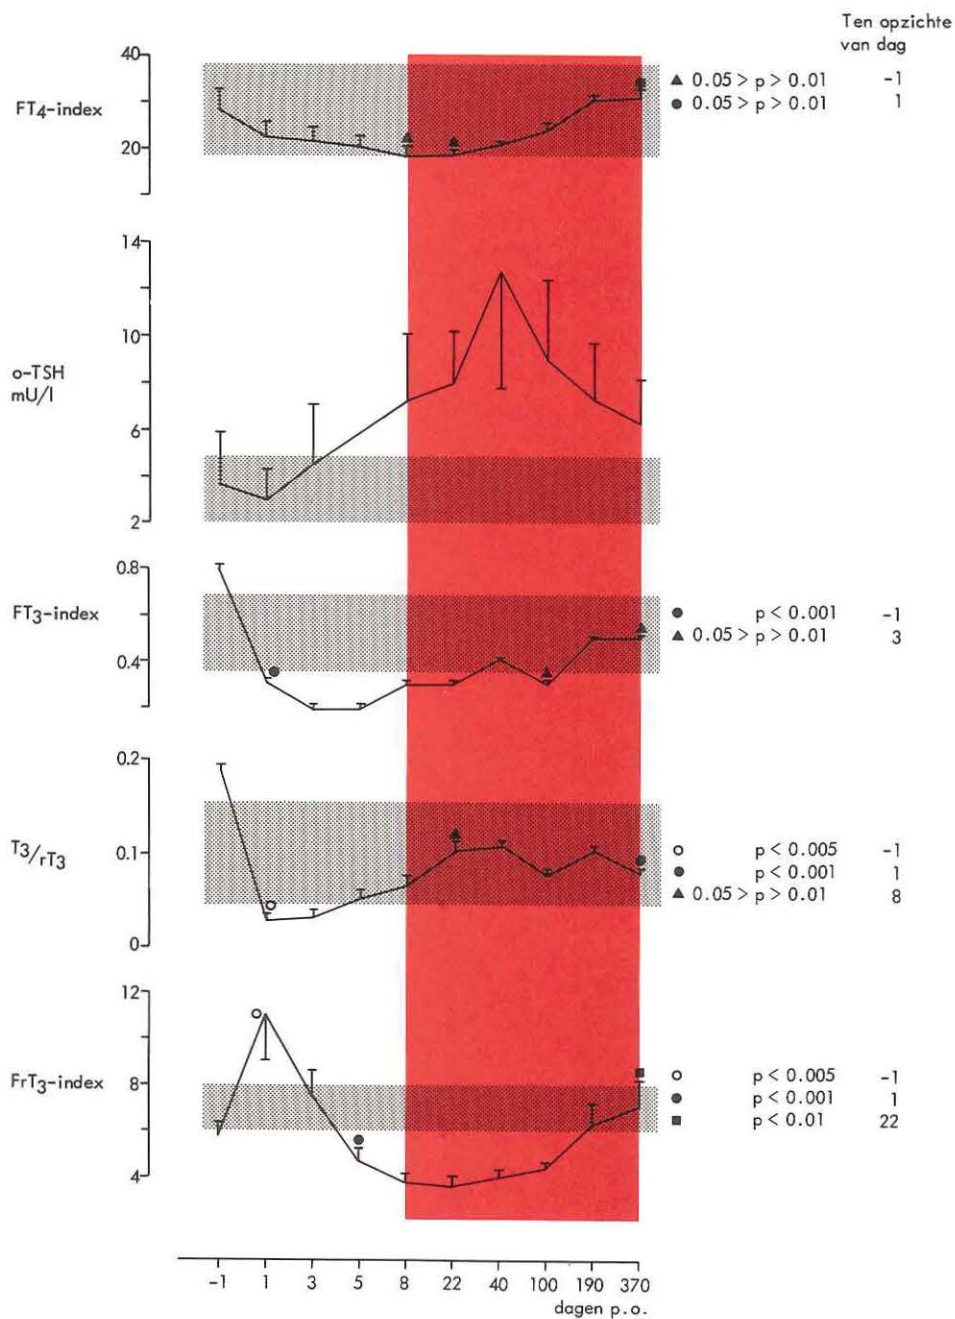 Ten opzichte
van dag
40
20
FT4-index
▲ 0.05 > p > 0.01 -1
● 0.05 > p > 0.01 1
14
10
6
2
o-TSH
mU/l
0.8
0.4
FT3-index
● p < 0.001 -1
▲ 0.05 > p > 0.01 3
0.2
0.1
0
T3/rT3
○ p < 0.005 -1
● p < 0.001 1
▲ 0.05 > p > 0.01 8
12
8
4
FrT3-index
○ p < 0.005 -1
● p < 0.001 1
■ p < 0.01 22
-1 1 3 5 8 22 40 100 190 370
dagen p.o.